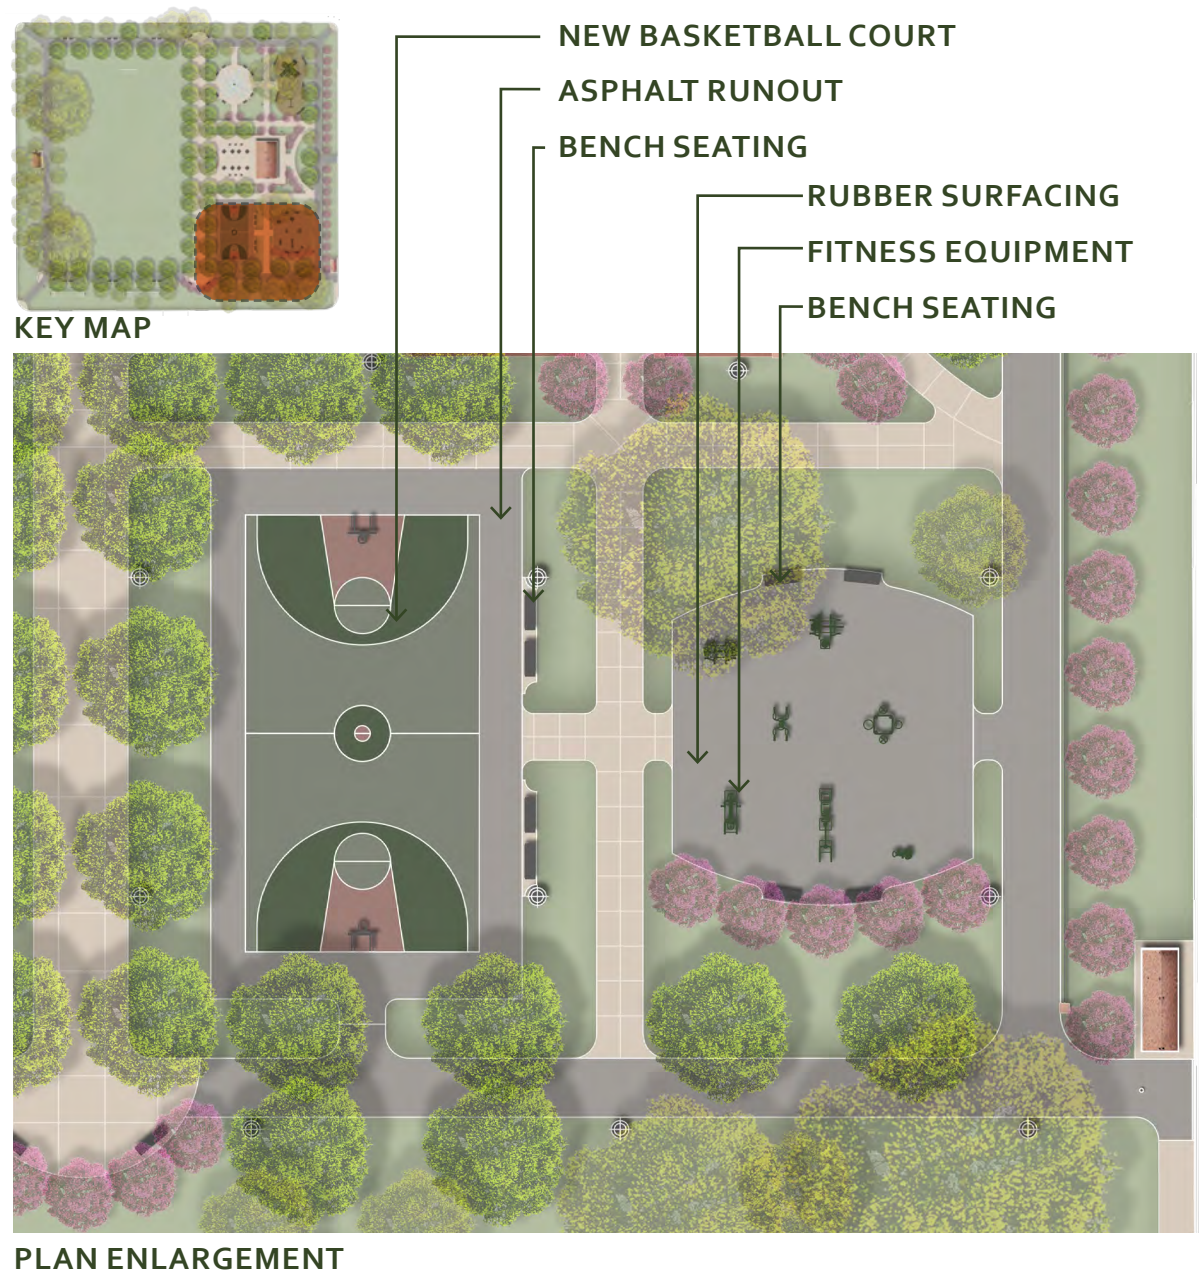 NEW BASKETBALL COURT
ASPHALT RUNOUT
BENCH SEATING
RUBBER SURFACING
FITNESS EQUIPMENT
BENCH SEATING
KEY MAP
PLAN ENLARGEMENT